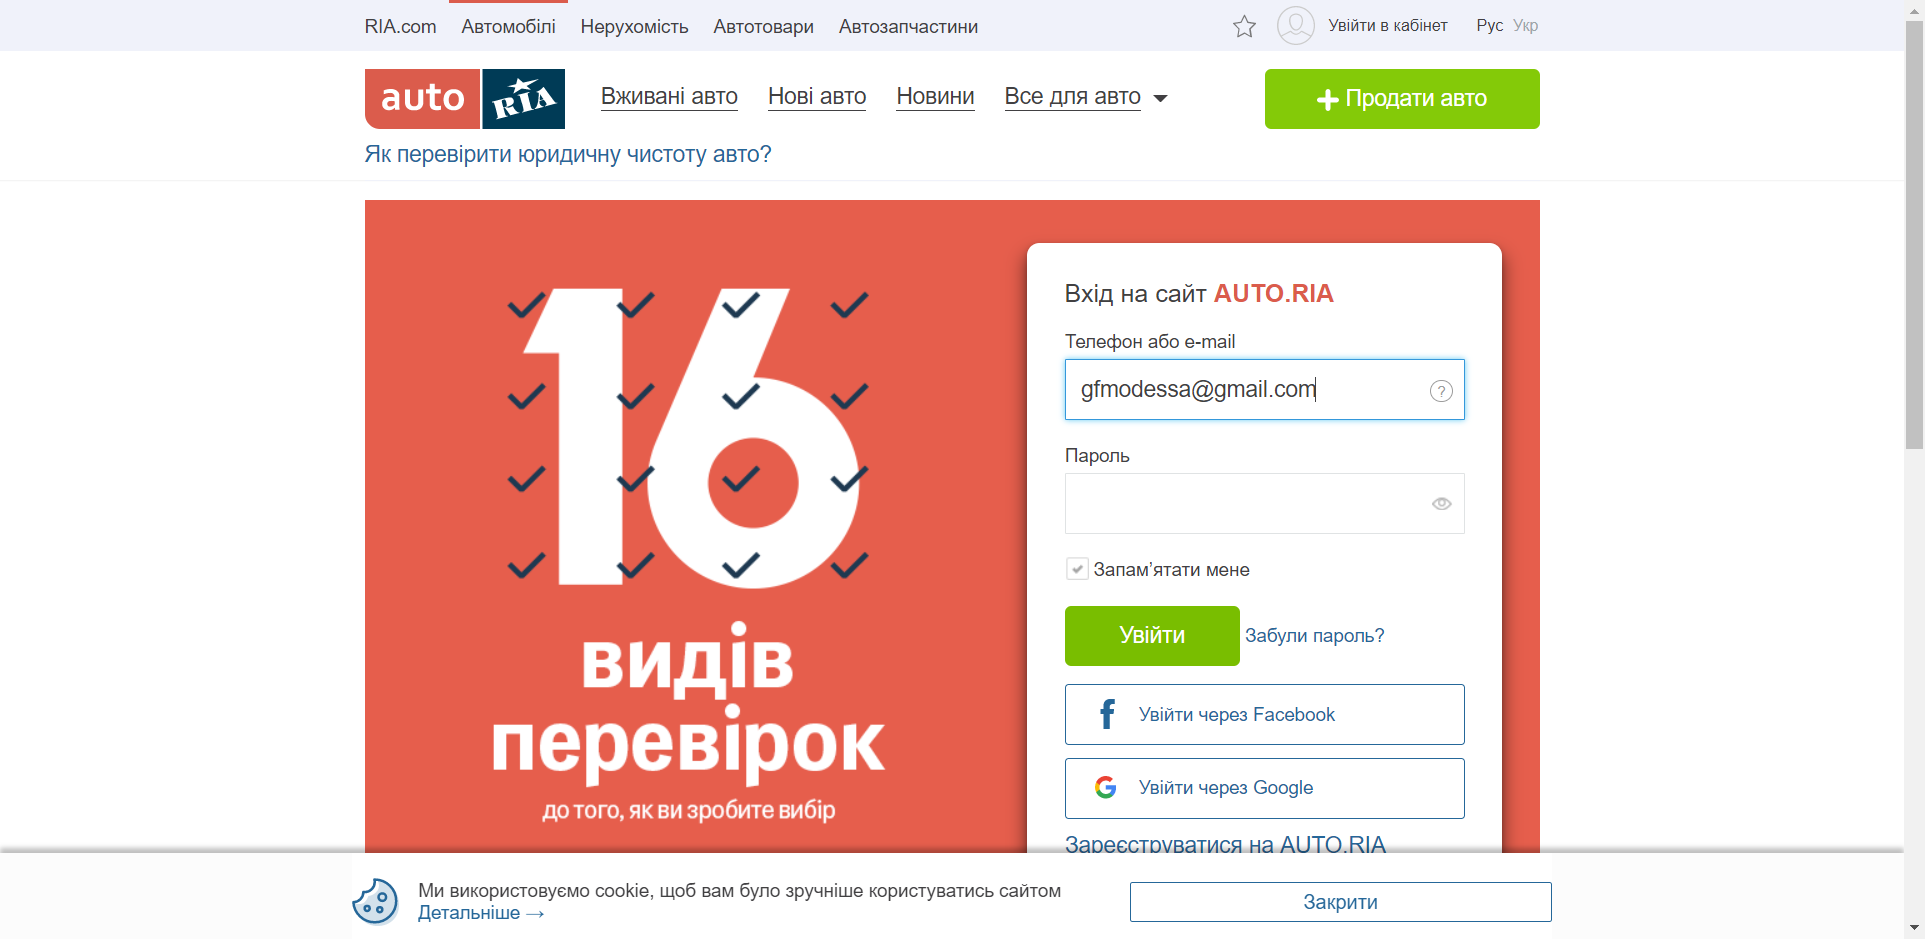 RIA.com Автомобілі Нерухомість Автотовари Автозапчастини Увійти в кабінет Рус Укр
auto RIA Вживані авто Нові авто Новини Все для авто + Продати авто
Як перевірити юридичну чистоту авто?
16
видів
перевірок
до того, як ви зробите вибір
Вхід на сайт AUTO.RIA
Телефон або e-mail
gfmodessa@gmail.com ?
Пароль
Запам’ятати мене
Увійти Забули пароль?
Увійти через Facebook
Увійти через Google
Зареєструватися на AUTO.RIA
Ми використовуємо cookie, щоб вам було зручніше користуватись сайтом
Детальніше →
Закрити